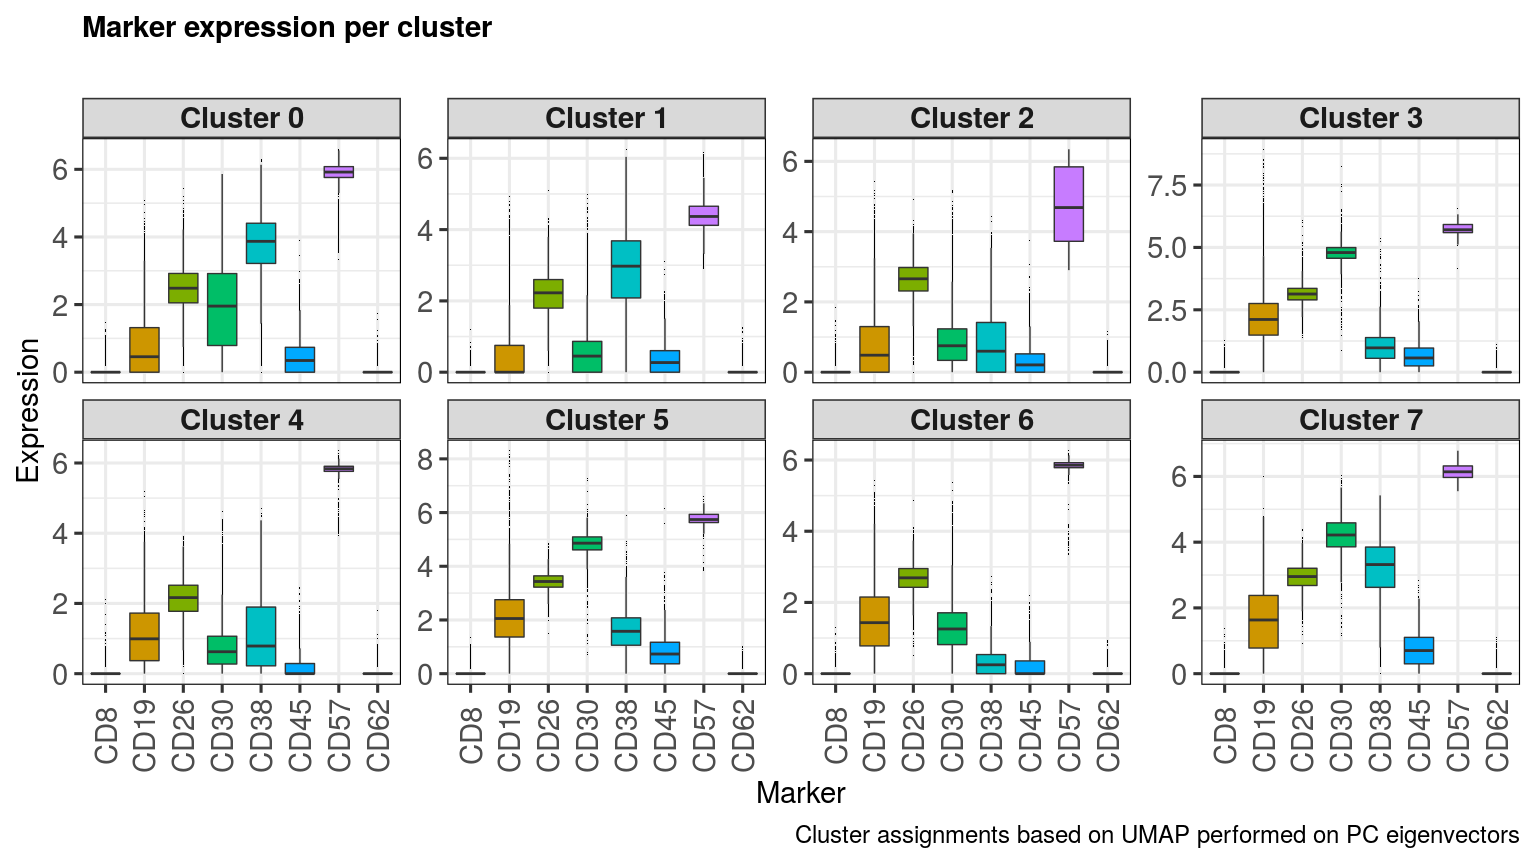 Marker expression per cluster
Cluster 0
Cluster 1
Cluster 2
Cluster 3
6
4
2
0
6
4
2
0
6
4
2
0
7.5
5.0
2.5
0.0
Expression
Cluster 4
Cluster 5
Cluster 6
Cluster 7
6
4
2
0
8
6
4
2
0
6
4
2
0
6
4
2
0
CD8 CD19 CD26 CD30 CD38 CD45 CD57 CD62
CD8 CD19 CD26 CD30 CD38 CD45 CD57 CD62
CD8 CD19 CD26 CD30 CD38 CD45 CD57 CD62
CD8 CD19 CD26 CD30 CD38 CD45 CD57 CD62
Marker
Cluster assignments based on UMAP performed on PC eigenvectors